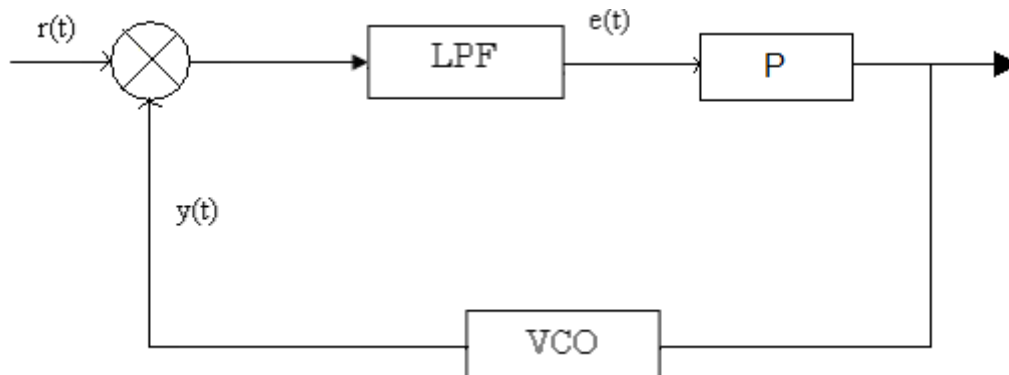 r(t)
LPF
e(t)
P
y(t)
VCO